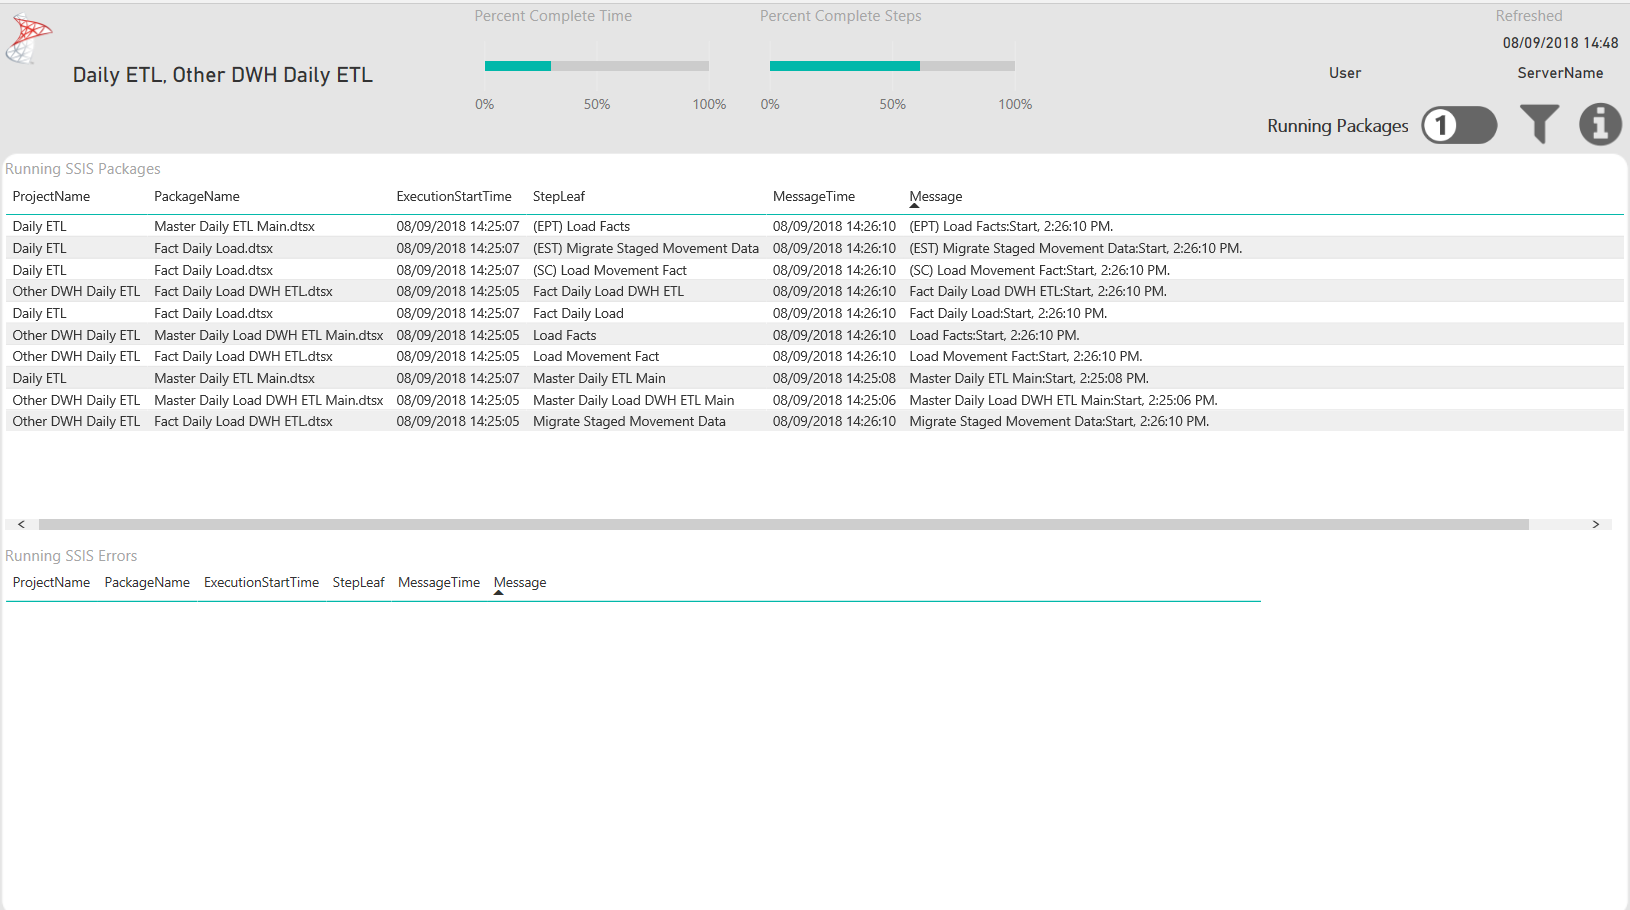 Percent Complete Time Percent Complete Steps Refreshed
08/09/2018 14:48
Daily ETL, Other DWH Daily ETL User ServerName
0% 50% 100% 0% 50% 100%
Running Packages 1
Running SSIS Packages
ProjectName PackageName ExecutionStartTime StepLeaf MessageTime Message
Daily ETL Master Daily ETL Main.dtsx 08/09/2018 14:25:07 (EPT) Load Facts 08/09/2018 14:26:10 (EPT) Load Facts:Start, 2:26:10 PM.
Daily ETL Fact Daily Load.dtsx 08/09/2018 14:25:07 (EST) Migrate Staged Movement Data 08/09/2018 14:26:10 (EST) Migrate Staged Movement Data:Start, 2:26:10 PM.
Daily ETL Fact Daily Load.dtsx 08/09/2018 14:25:07 (SC) Load Movement Fact 08/09/2018 14:26:10 (SC) Load Movement Fact:Start, 2:26:10 PM.
Other DWH Daily ETL Fact Daily Load DWH ETL.dtsx 08/09/2018 14:25:05 Fact Daily Load DWH ETL 08/09/2018 14:26:10 Fact Daily Load DWH ETL:Start, 2:26:10 PM.
Daily ETL Fact Daily Load.dtsx 08/09/2018 14:25:07 Fact Daily Load 08/09/2018 14:26:10 Fact Daily Load:Start, 2:26:10 PM.
Other DWH Daily ETL Master Daily Load DWH ETL Main.dtsx 08/09/2018 14:25:05 Load Facts 08/09/2018 14:26:10 Load Facts:Start, 2:26:10 PM.
Other DWH Daily ETL Fact Daily Load DWH ETL.dtsx 08/09/2018 14:25:05 Load Movement Fact 08/09/2018 14:26:10 Load Movement Fact:Start, 2:26:10 PM.
Daily ETL Master Daily ETL Main.dtsx 08/09/2018 14:25:07 Master Daily ETL Main 08/09/2018 14:25:08 Master Daily ETL Main:Start, 2:25:08 PM.
Other DWH Daily ETL Master Daily Load DWH ETL Main.dtsx 08/09/2018 14:25:05 Master Daily Load DWH ETL Main 08/09/2018 14:25:06 Master Daily Load DWH ETL Main:Start, 2:25:06 PM.
Other DWH Daily ETL Fact Daily Load DWH ETL.dtsx 08/09/2018 14:25:05 Migrate Staged Movement Data 08/09/2018 14:26:10 Migrate Staged Movement Data:Start, 2:26:10 PM.
Running SSIS Errors
ProjectName PackageName ExecutionStartTime StepLeaf MessageTime Message